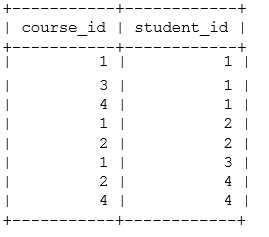 +-----------+------------+
| course_id | student_id |
+-----------+------------+
|         1 |          1 |
|         3 |          1 |
|         4 |          1 |
|         1 |          2 |
|         2 |          2 |
|         1 |          3 |
|         2 |          4 |
|         4 |          4 |
+-----------+------------+